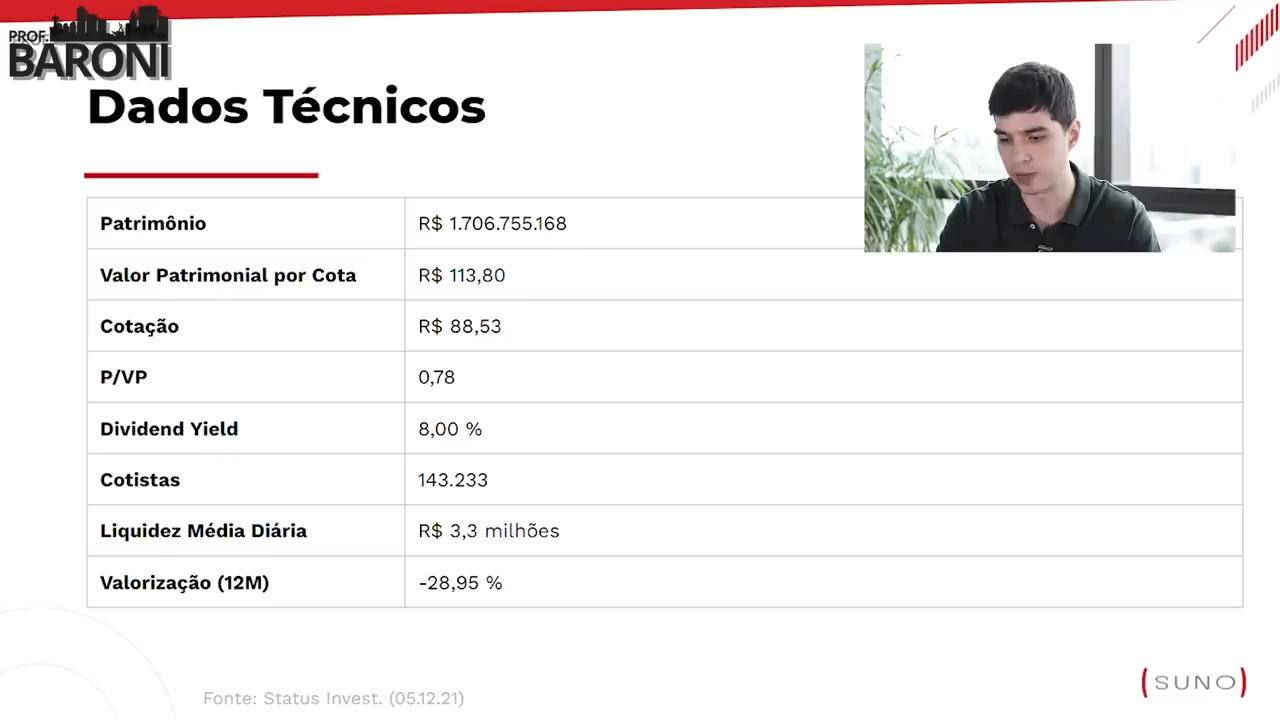 PROF.
BARONI
Dados Técnicos
Patrimônio R$ 1.706.755.168
Valor Patrimonial por Cota R$ 113,80
Cotação R$ 88,53
P/VP 0,78
Dividend Yield 8,00 %
Cotistas 143.233
Liquidez Média Diária R$ 3,3 milhões
Valorização (12M) -28,95 %
Fonte: Status Invest. (05.12.21)
(SUNO)